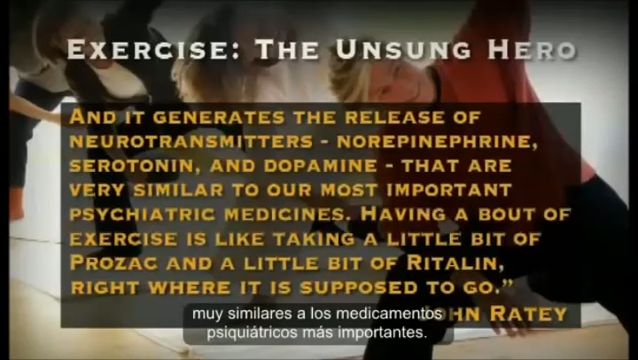 EXERCISE: THE UNSUNG HERO
AND IT GENERATES THE RELEASE OF
NEUROTRANSMITTERS - NOREPINEPHRINE,
SEROTONIN, AND DOPAMINE - THAT ARE
VERY SIMILAR TO OUR MOST IMPORTANT
PSYCHIATRIC MEDICINES. HAVING A BOUT OF
EXERCISE IS LIKE TAKING A LITTLE BIT OF
PROZAC AND A LITTLE BIT OF RITALIN,
RIGHT WHERE IT IS SUPPOSED TO GO.”
JOHN RATEY
muy similares a los medicamentos
psiquiátricos más importantes.